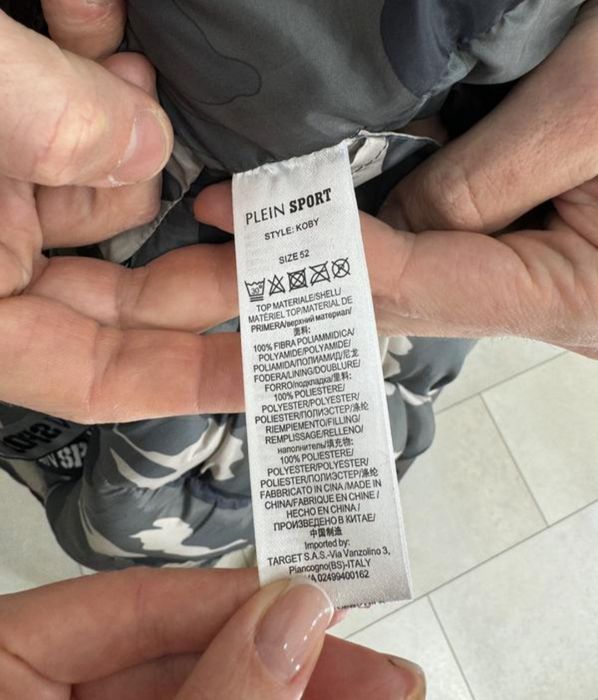 PLEIN SPORT
STYLE: KOBY
SIZE 52
30°
TOP MATERIALE/SHELL/
MATÉRIEL TOP/MATERIAL DE
PRIMERA/верхний материал/
面料:
100% FIBRA POLIAMMIDICA/
POLYAMIDE/POLYAMIDE/
POLIAMIDA/ПОЛИАМИД/尼龙
FODERA/LINING/DOUBLURE/
FORRO/подкладка/里料:
100% POLIESTERE/
POLYESTER/POLYESTER/
POLIESTER/ПОЛИЭСТЕР/涤纶
RIEMPIEMENTO/FILLING/
REMPLISSAGE/RELLENO/
наполнитель/填充物:
100% POLIESTERE/
POLYESTER/POLYESTER/
POLIESTER/ПОЛИЭСТЕР/涤纶
FABBRICATO IN CINA /MADE IN
CHINA/FABRIQUE EN CHINE /
HECHO EN CHINA /
ПРОИЗВЕДЕНО В КИТАЕ/
中国制造
Imported by:
TARGET S.A.S.-Via Vanzolino 3,
Piancogno(BS)-ITALY
02499400162